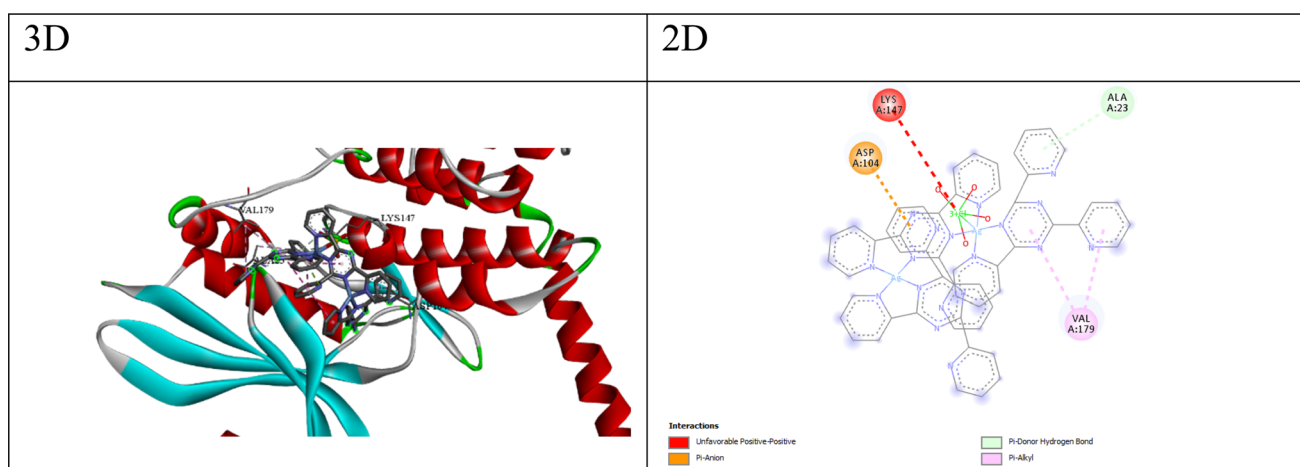 3D
2D
VAL179
LYS147
LYS
A:147
ALA
A:23
ASP
A:104
VAL
A:179
Interactions
Unfavorable Positive-Positive
Pi-Anion
Pi-Donor Hydrogen Bond
Pi-Alkyl